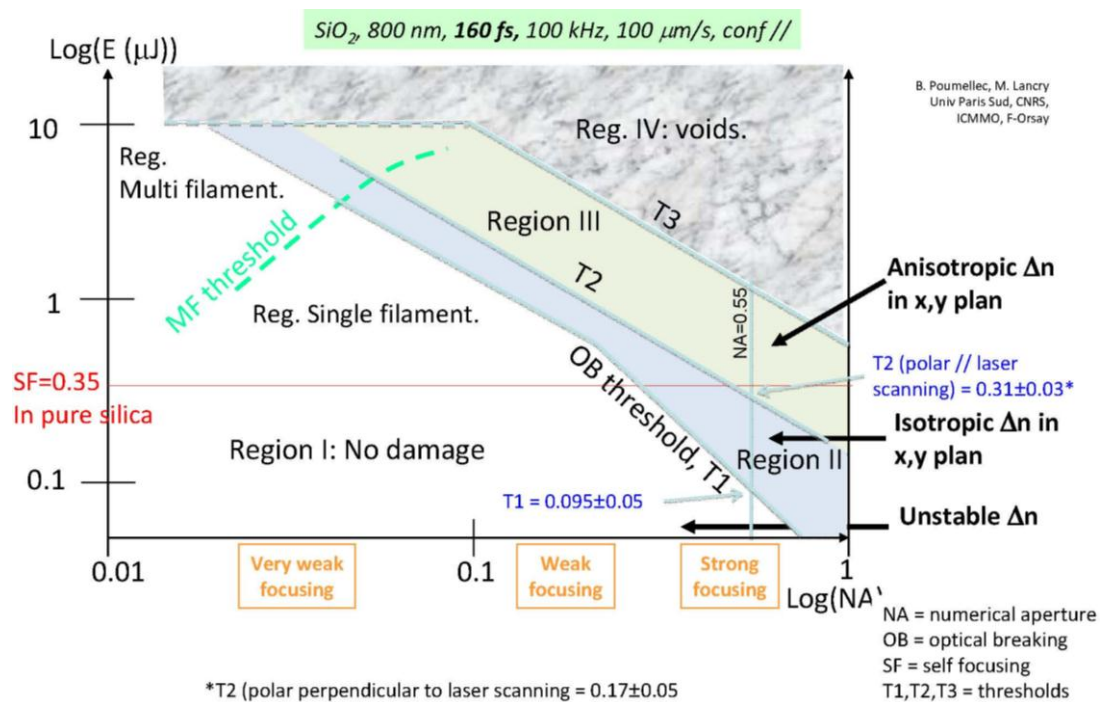 SiO2, 800 nm, 160 fs, 100 kHz, 100 μm/s, conf //
Log(E (μJ))
B. Poumellec, M. Lancry
Univ Paris Sud, CNRS,
ICMMO, F-Orsay
10
Reg.
Multi filament.
Reg. IV: voids.
MF threshold
Region III
T3
T2
Anisotropic Δn
in x,y plan
1
Reg. Single filament.
NA=0.55
OB threshold, T1
T2 (polar // laser
scanning) = 0.31±0.03*
SF=0.35
In pure silica
Isotropic Δn in
x,y plan
Region I: No damage
Region II
0.1
T1 = 0.095±0.05
Unstable Δn
Very weak
focusing
Weak
focusing
Strong
focusing
0.01
0.1
1
Log(NA)
NA = numerical aperture
OB = optical breaking
SF = self focusing
T1,T2,T3 = thresholds
*T2 (polar perpendicular to laser scanning = 0.17±0.05